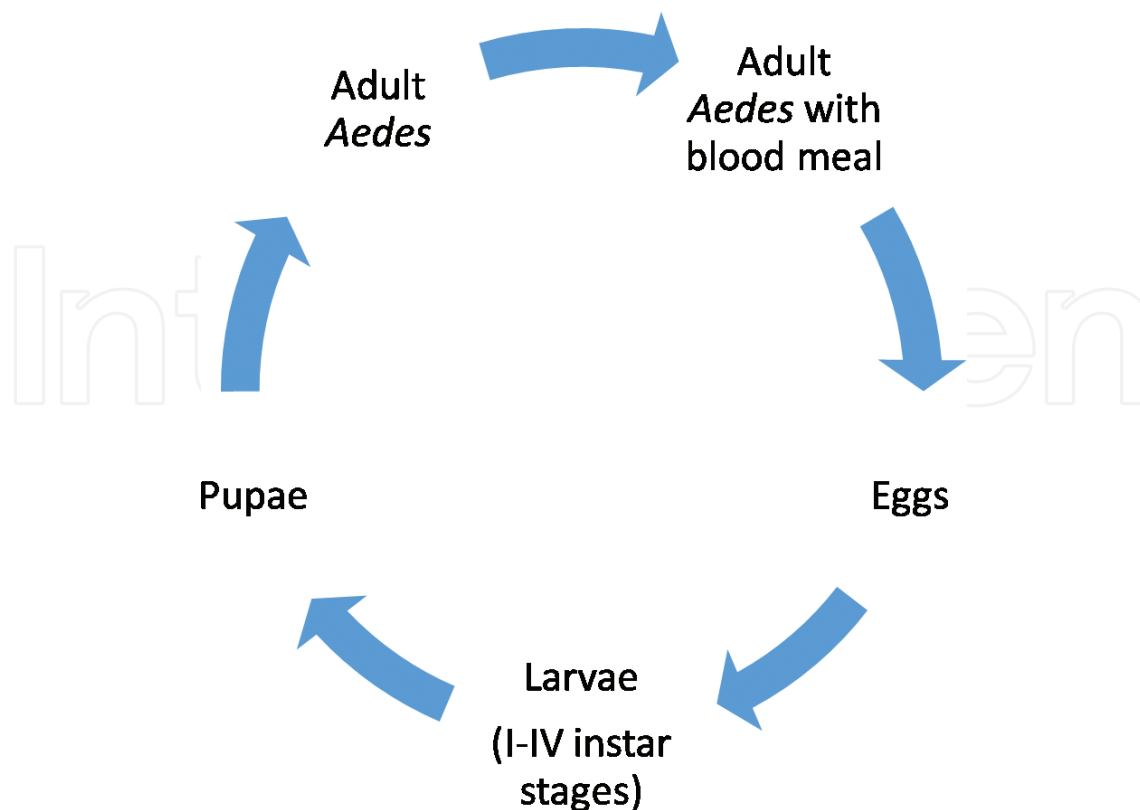 Adult
Aedes
Adult
Aedes with
blood meal
Eggs
Larvae
(I-IV instar
stages)
Pupae